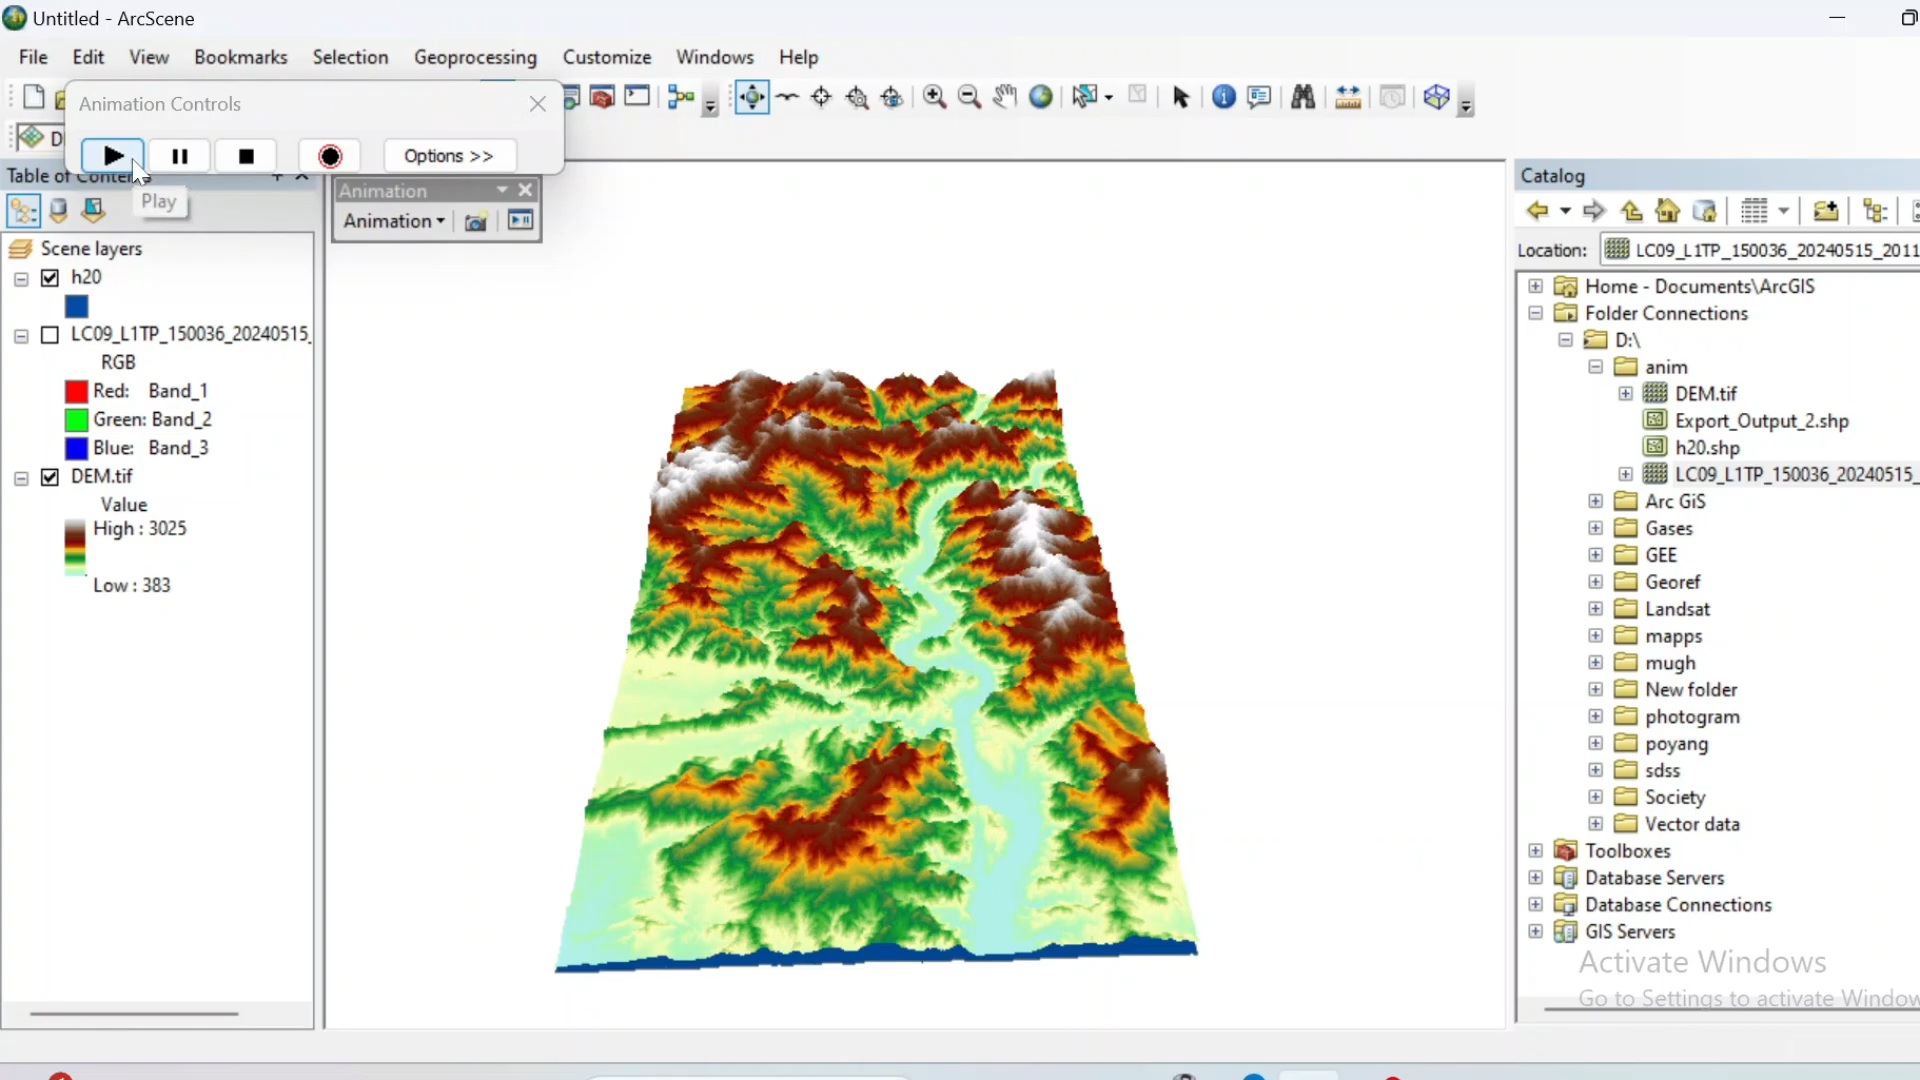 Untitled - ArcScene
File Edit View Bookmarks Selection Geoprocessing Customize Windows Help
Animation Controls
Options >>
Table of
Play
Animation
Animation
Scene layers
h20
LC09_L1TP_150036_20240515_
RGB
Red: Band_1
Green: Band_2
Blue: Band_3
DEM.tif
Value
High : 3025
Low : 383
Catalog
Location: LC09_L1TP_150036_20240515_2011
Home - Documents\ArcGIS
Folder Connections
D:\
anim
DEM.tif
Export_Output_2.shp
h20.shp
LC09_L1TP_150036_20240515_
Arc GiS
Gases
GEE
Georef
Landsat
mapps
mugh
New folder
photogram
poyang
sdss
Society
Vector data
Toolboxes
Database Servers
Database Connections
GIS Servers
Activate Windows
Go to Settings to activate Window